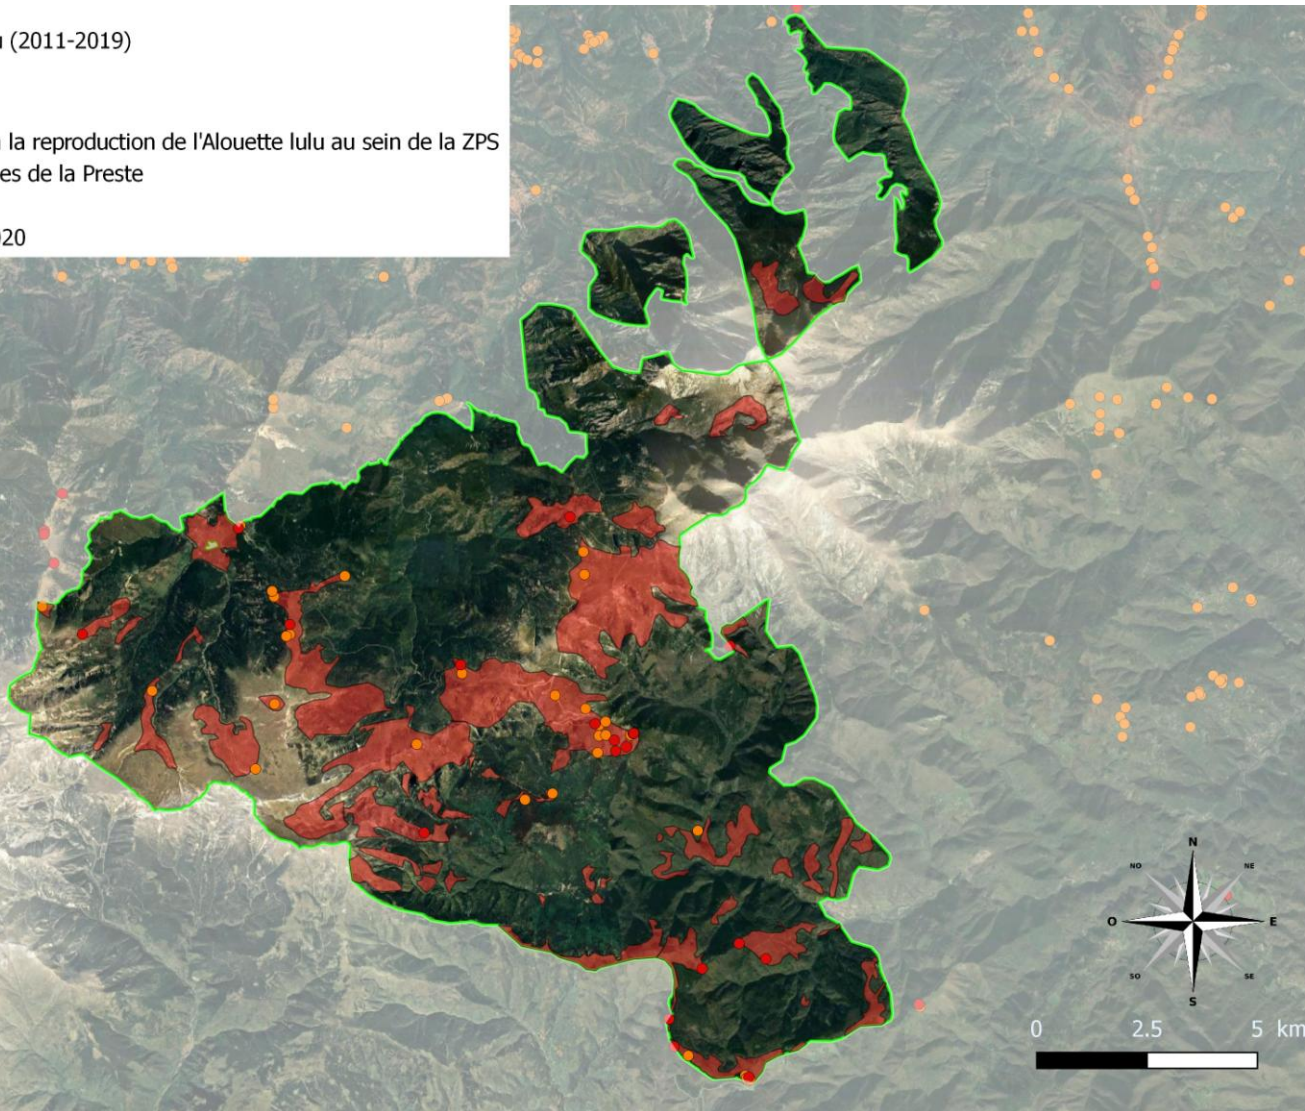 (2011-2019)
la reproduction de l'Alouette lulu au sein de la ZPS
es de la Preste
20
N
NO NE
O E
SO SE
S
0 2.5 5 km